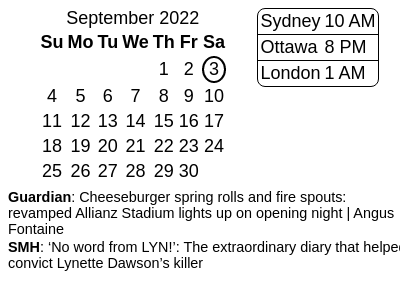 September 2022
Su Mo Tu We Th Fr Sa
1 2 3
4 5 6 7 8 9 10
11 12 13 14 15 16 17
18 19 20 21 22 23 24
25 26 27 28 29 30
Sydney 10 AM
Ottawa 8 PM
London 1 AM
Guardian: Cheeseburger spring rolls and fire spouts:
revamped Allianz Stadium lights up on opening night | Angus
Fontaine
SMH: ‘No word from LYN!’: The extraordinary diary that helpe
convict Lynette Dawson’s killer